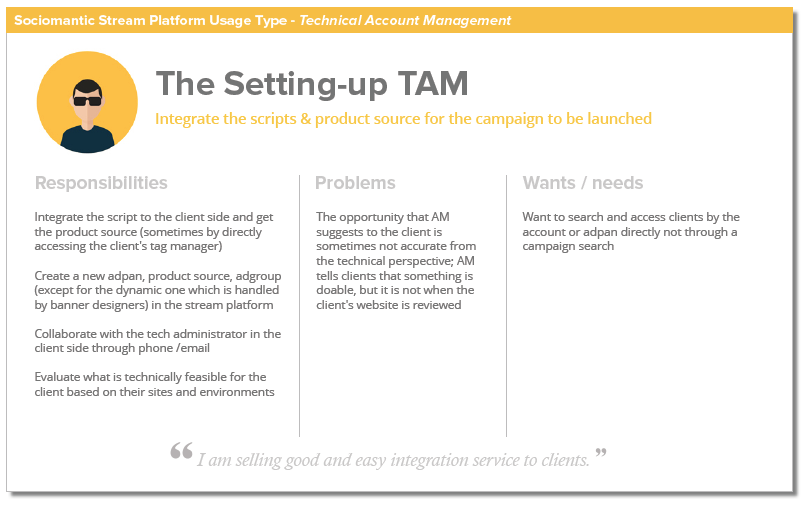 Sociomantic Stream Platform Usage Type - Technical Account Management
The Setting-up TAM
Integrate the scripts & product source for the campaign to be launched
Responsibilities
Integrate the script to the client side and get
the product source (sometimes by directly
accessing the client's tag manager)
Create a new adpan, product source, adgroup
(except for the dynamic one which is handled
by banner designers) in the stream platform
Collaborate with the tech administrator in the
client side through phone /email
Evaluate what is technically feasible for the
client based on their sites and environments
Problems
The opportunity that AM
suggests to the client is
sometimes not accurate from
the technical perspective; AM
tells clients that something is
doable, but it is not when the
client's website is reviewed
Wants / needs
Want to search and access clients by the
account or adpan directly not through a
campaign search
“ I am selling good and easy integration service to clients. ”